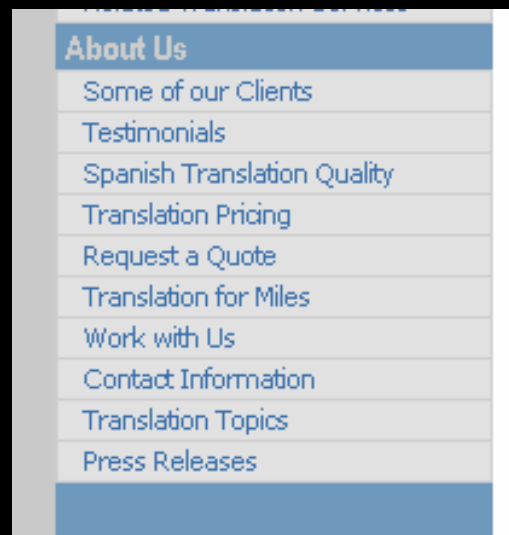 About Us
Some of our Clients
Testimonials
Spanish Translation Quality
Translation Pricing
Request a Quote
Translation for Miles
Work with Us
Contact Information
Translation Topics
Press Releases